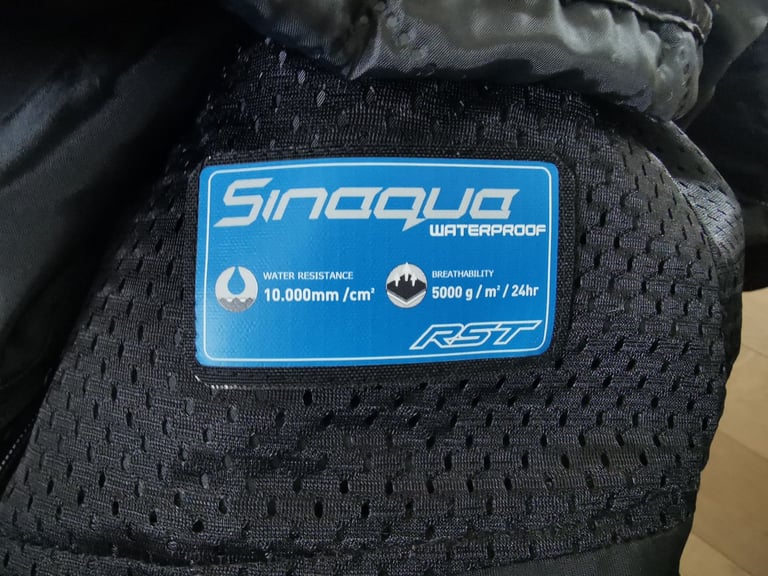 Sinaqua
WATERPROOF
WATER RESISTANCE
10.000mm /cm²
BREATHABILITY
5000 g / m² / 24hr
RST